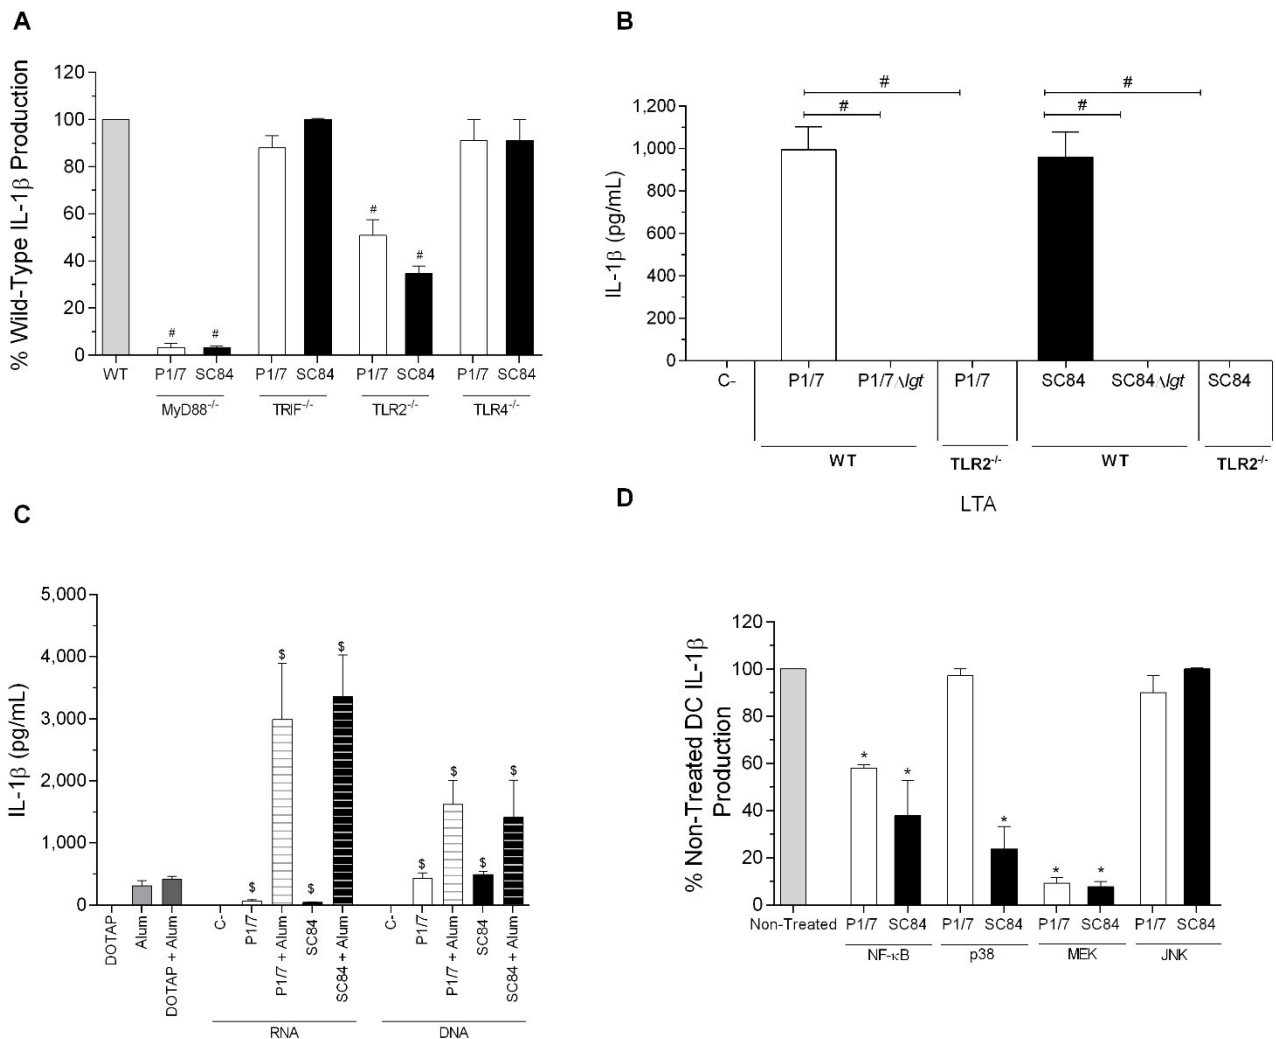 A
% Wild-Type IL-1β Production
120
100
80
60
40
20
0
# # # #
WT P1/7 SC84 P1/7 SC84 P1/7 SC84 P1/7 SC84
MyD88-/- TRIF-/- TLR2-/- TLR4-/-
B
IL-1β (pg/mL)
1,200
1,000
800
600
400
200
0
# #
# #
C- P1/7 P1/7Δlgt P1/7 SC84 SC84Δlgt SC84
WT TLR2-/- WT TLR2-/-
LTA
C
IL-1β (pg/mL)
5,000
4,000
3,000
2,000
1,000
0
$ $ $ $ $ $ $ $
DOTAP
Alum
DOTAP + Alum
C-
P1/7
P1/7 + Alum
SC84
SC84 + Alum
C-
P1/7
P1/7 + Alum
SC84
SC84 + Alum
RNA DNA
D
% Non-Treated DC IL-1β
Production
120
100
80
60
40
20
0
* * * * *
Non-Treated P1/7 SC84 P1/7 SC84 P1/7 SC84 P1/7 SC84
NF-κB p38 MEK JNK